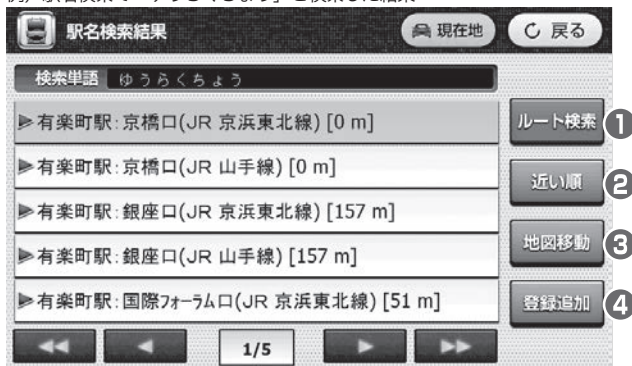 例）駅名検索で「ゆうらくちょう」と検索した結果
駅名検索結果
現在地
戻る
検索単語 ゆうらくちょう
有楽町駅:京橋口(JR 京浜東北線) [0 m]
ルート検索 1
有楽町駅:京橋口(JR 山手線) [0 m]
近い順 2
有楽町駅:銀座口(JR 京浜東北線) [157 m]
有楽町駅:銀座口(JR 山手線) [157 m]
地図移動 3
有楽町駅:国際フォーラム口(JR 京浜東北線) [51 m]
登録追加 4
1/5